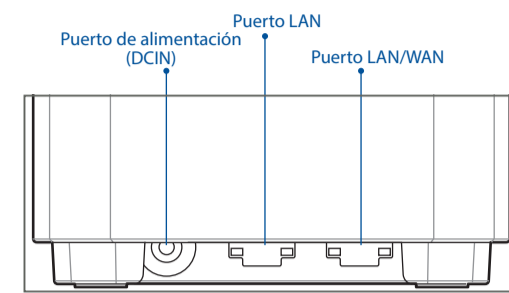 Puerto LAN
Puerto de alimentación
(DCIN)
Puerto LAN/WAN